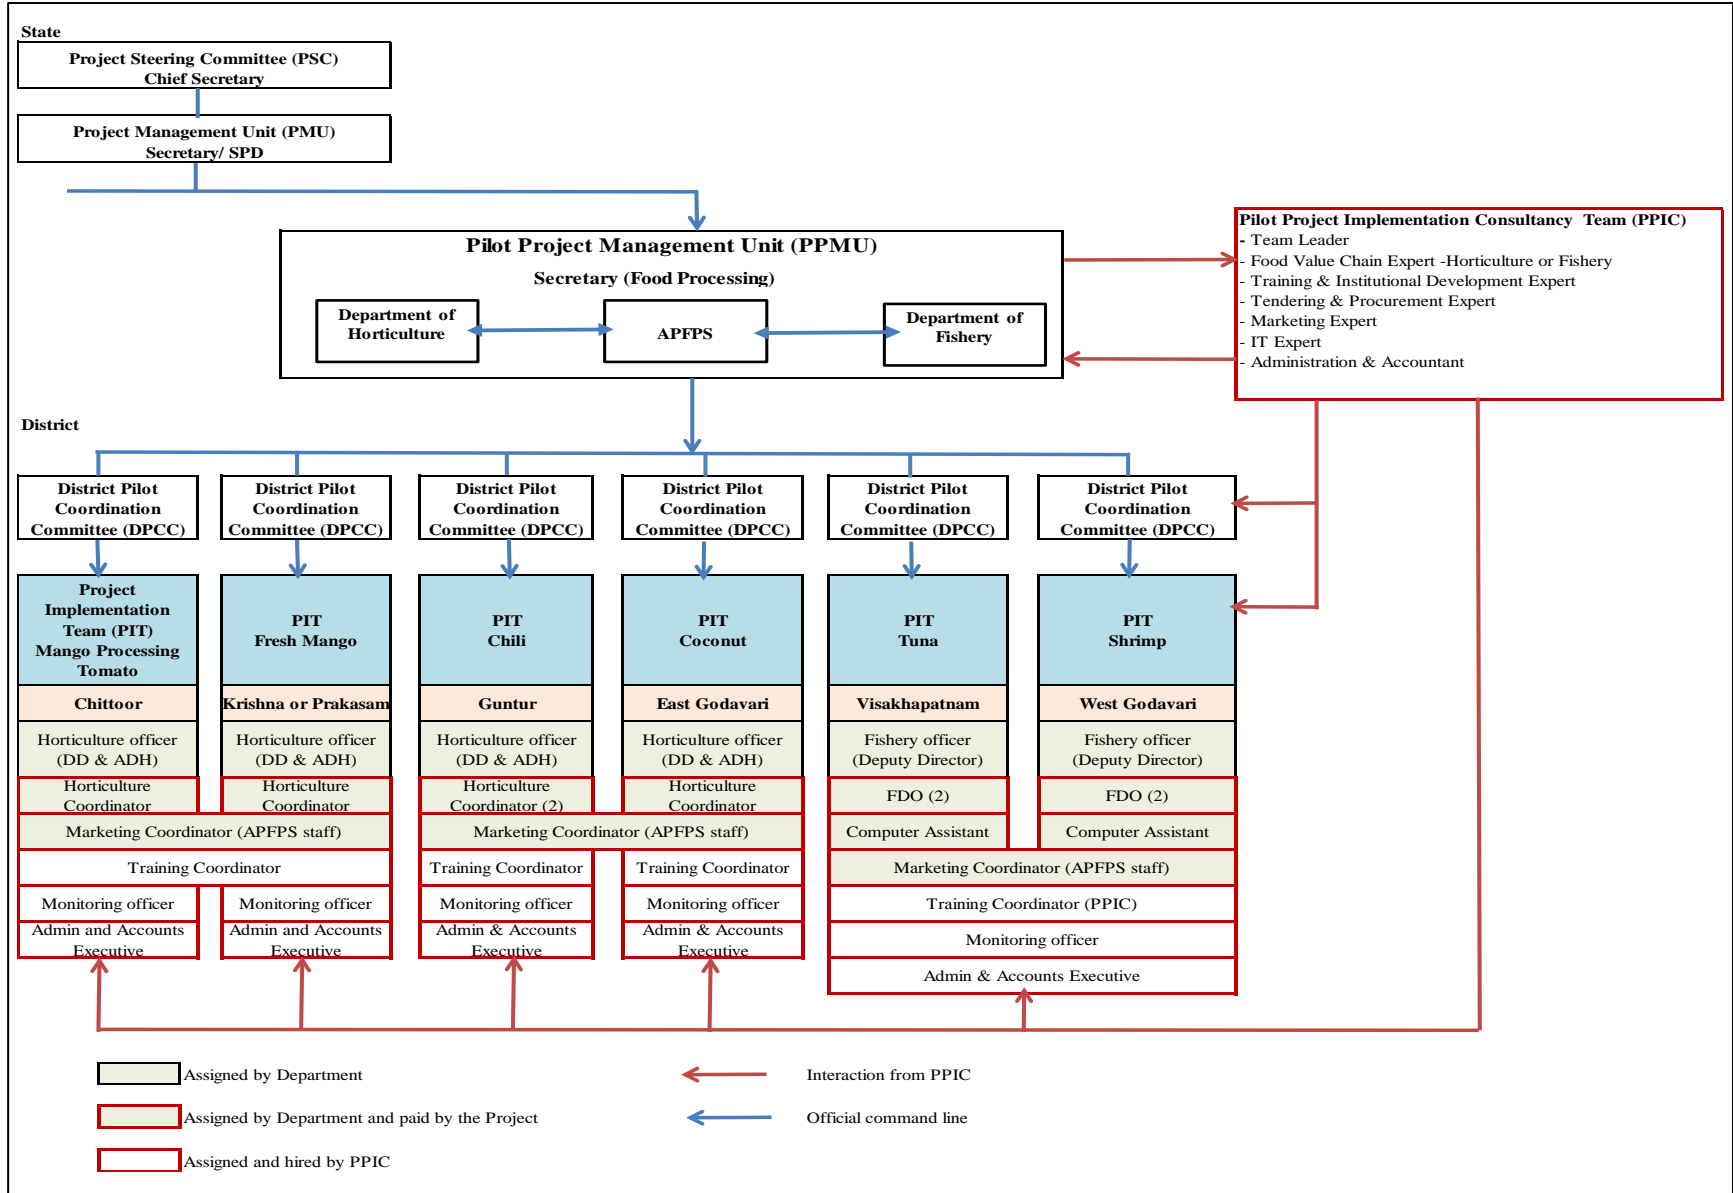 State
Project Steering Committee (PSC)
Chief Secretary
Project Management Unit (PMU)
Secretary/ SPD
Pilot Project Management Unit (PPMU)
Secretary (Food Processing)
Department of
Horticulture
APFPS
Department of
Fishery
Pilot Project Implementation Consultancy Team (PPIC)
- Team Leader
- Food Value Chain Expert -Horticulture or Fishery
- Training & Institutional Development Expert
- Tendering & Procurement Expert
- Marketing Expert
- IT Expert
- Administration & Accountant
District
District Pilot
Coordination
Committee (DPCC)
District Pilot
Coordination
Committee (DPCC)
District Pilot
Coordination
Committee (DPCC)
District Pilot
Coordination
Committee (DPCC)
District Pilot
Coordination
Committee (DPCC)
District Pilot
Coordination
Committee (DPCC)
Project
Implementation
Team (PIT)
Mango Processing
Tomato
PIT
Fresh Mango
PIT
Chili
PIT
Coconut
PIT
Tuna
PIT
Shrimp
Chittoor
Krishna or Prakasam
Guntur
East Godavari
Visakhapatnam
West Godavari
Horticulture officer
(DD & ADH)
Horticulture officer
(DD & ADH)
Horticulture officer
(DD & ADH)
Horticulture officer
(DD & ADH)
Fishery officer
(Deputy Director)
Fishery officer
(Deputy Director)
Horticulture
Coordinator
Horticulture
Coordinator
Horticulture
Coordinator (2)
Horticulture
Coordinator
FDO (2)
FDO (2)
Marketing Coordinator (APFPS staff)
Marketing Coordinator (APFPS staff)
Computer Assistant
Computer Assistant
Training Coordinator
Training Coordinator
Training Coordinator
Marketing Coordinator (APFPS staff)
Monitoring officer
Monitoring officer
Monitoring officer
Monitoring officer
Training Coordinator (PPIC)
Admin and Accounts
Executive
Admin and Accounts
Executive
Admin & Accounts
Executive
Admin & Accounts
Executive
Monitoring officer
Admin & Accounts Executive
Assigned by Department
Interaction from PPIC
Assigned by Department and paid by the Project
Official command line
Assigned and hired by PPIC